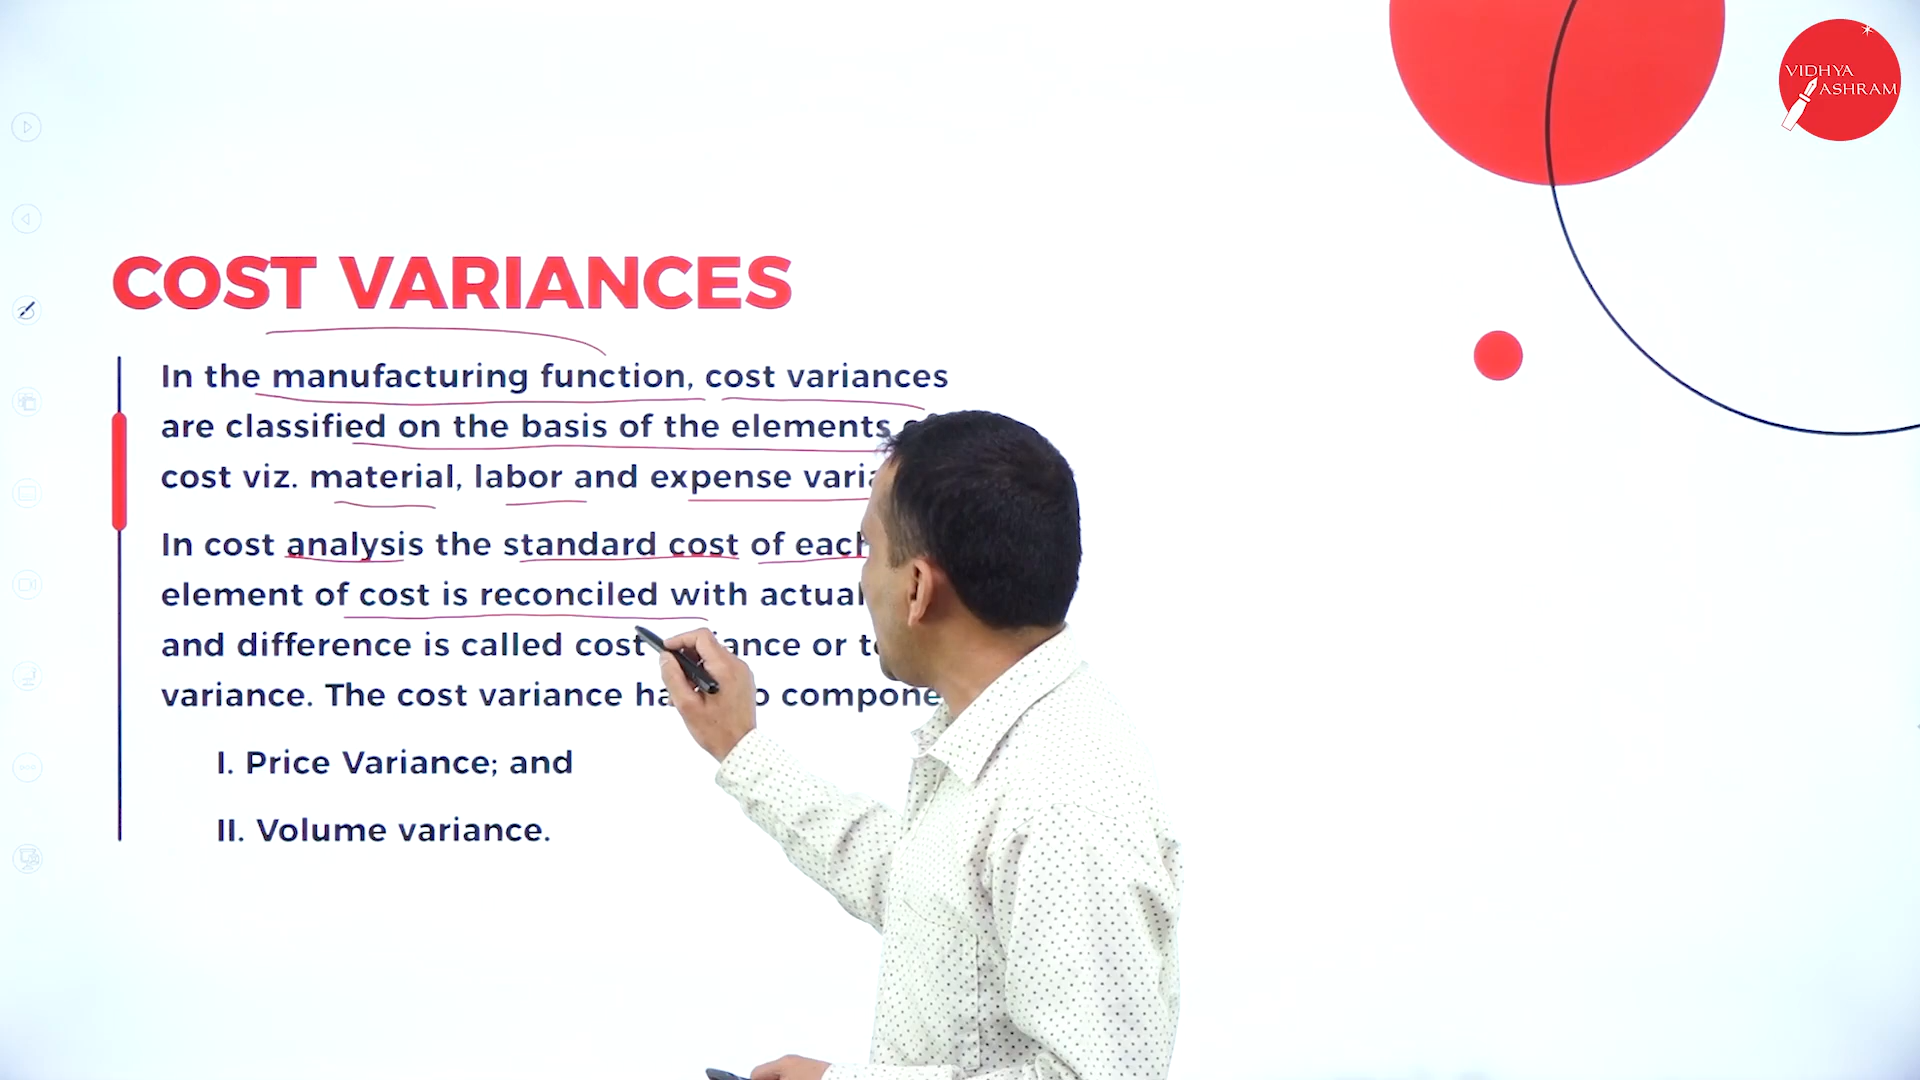 VIDHYA
ASHRAM
COST VARIANCES
In the manufacturing function, cost variances
are classified on the basis of the elements
cost viz. material, labor and expense
In cost analysis the standard cost of each
element of cost is reconciled with actual
and difference is called cost or
variance. The cost variance
I. Price Variance; and
II. Volume variance.